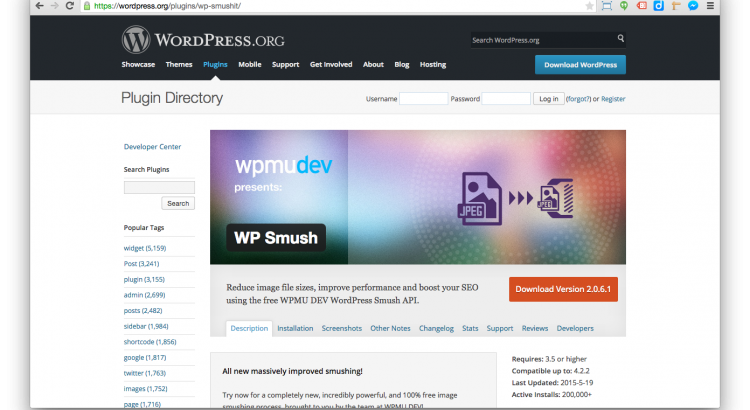 https://wordpress.org/plugins/wp-smushit/
WORDPRESS.ORG
Search WordPress.org
Showcase Themes Plugins Mobile Support Get Involved About Blog Hosting
Download WordPress
Plugin Directory
Username Password Log in (forgot?) or Register
Developer Center
Search Plugins
Search
Popular Tags
widget (5,159)
Post (3,241)
plugin (3,155)
admin (2,699)
posts (2,482)
sidebar (1,984)
shortcode (1,856)
google (1,817)
twitter (1,763)
images (1,752)
page (1,716)
wpmudev
presents:
WP Smush
JPEG
JPEG
Reduce image file sizes, improve performance and boost your SEO
using the free WPMU DEV WordPress Smush API.
Download Version 2.0.6.1
Description Installation Screenshots Other Notes Changelog Stats Support Reviews Developers
All new massively improved smushing!
Try now for a completely new, incredibly powerful, and 100% free image
smushing process, brought to you by the team at WPMU DEV!
Requires: 3.5 or higher
Compatible up to: 4.2.2
Last Updated: 2015-5-19
Active Installs: 200,000+